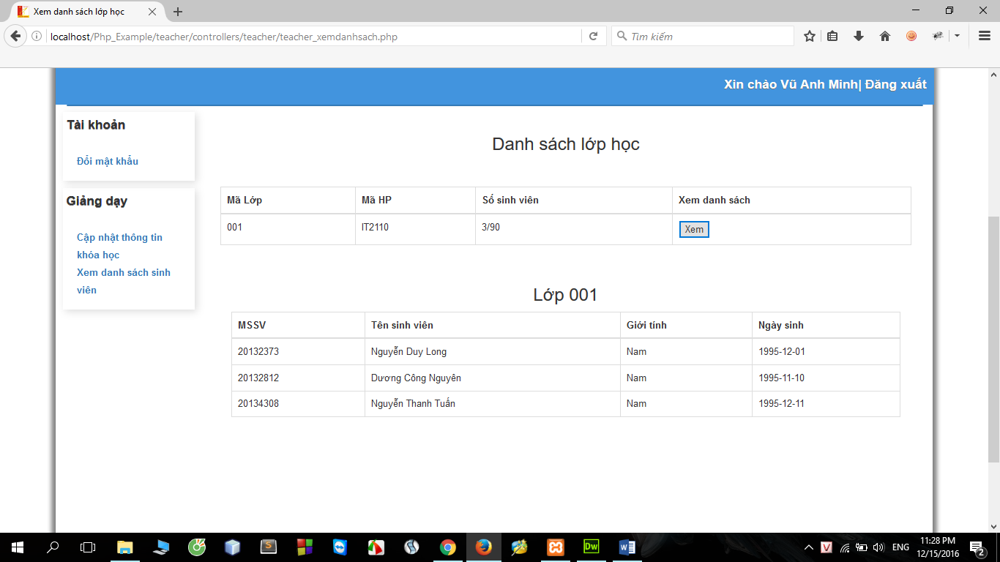 Xem danh sách lớp học
localhost/Php_Example/teacher/controllers/teacher/teacher_xemdanhsach.php
Tìm kiếm
Xin chào Vũ Anh Minh| Đăng xuất
Tài khoản
Đổi mật khẩu
Giảng dạy
Cập nhật thông tin
khóa học
Xem danh sách sinh
viên
Danh sách lớp học
Mã Lớp Mã HP Số sinh viên Xem danh sách
001 IT2110 3/90 Xem
Lớp 001
MSSV Tên sinh viên Giới tính Ngày sinh
20132373 Nguyễn Duy Long Nam 1995-12-01
20132812 Dương Công Nguyên Nam 1995-11-10
20134308 Nguyễn Thanh Tuấn Nam 1995-12-11
S
Dw
W
V
ENG
11:28 PM
12/15/2016
2